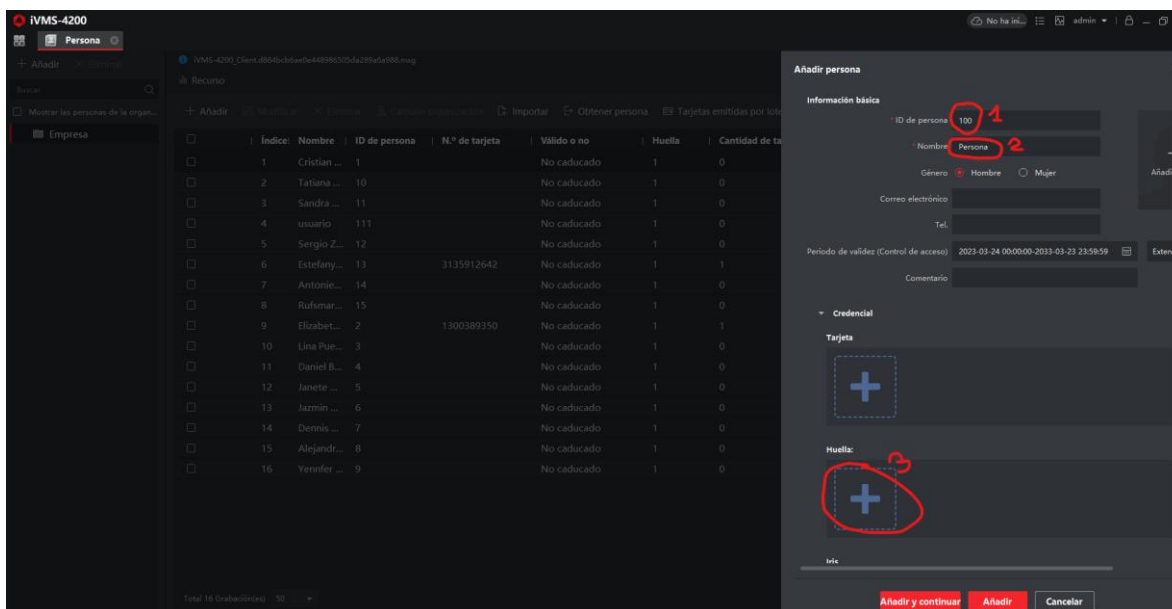 iVMS-4200
No ha ini...
admin
Persona
+ Añadir
Buscar
Mostrar las personas de la organ...
Empresa
Recurso
+ Añadir
Importar
Obtener persona
Tarjetas emitidas por lote
Índice
Nombre
ID de persona
N.º de tarjeta
Válido o no
Huella
Cantidad de ta
1 Cristian ... 1 No caducado 1 0
2 Tatiana ... 10 No caducado 1 0
3 Sandra ... 11 No caducado 1 0
4 usuario 111 No caducado 1 0
5 Sergio Z... 12 No caducado 1 0
6 Estefany... 13 3135912642 No caducado 1 1
7 Antonie... 14 No caducado 1 0
8 Rufsmar... 15 No caducado 1 0
9 Elizabet... 2 1300389350 No caducado 1 1
10 Lina Pue... 3 No caducado 1 0
11 Daniel B... 4 No caducado 1 0
12 Janete ... 5 No caducado 1 0
13 Jazmin ... 6 No caducado 1 0
14 Dennis ... 7 No caducado 1 0
15 Alejandr... 8 No caducado 1 0
16 Yennfer ... 9 No caducado 1 0
Total 16 Grabación(es) 50
Añadir persona
Información básica
* ID de persona 100 1
* Nombre Persona 2
Género Hombre Mujer
Añadi
Correo electrónico
Tel.
Periodo de validez (Control de acceso) 2023-03-24 00:00:00-2033-03-23 23:59:59 Exten
Comentario
Credencial
Tarjeta
Huella:
3
Iris
Añadir y continuar
Añadir
Cancelar